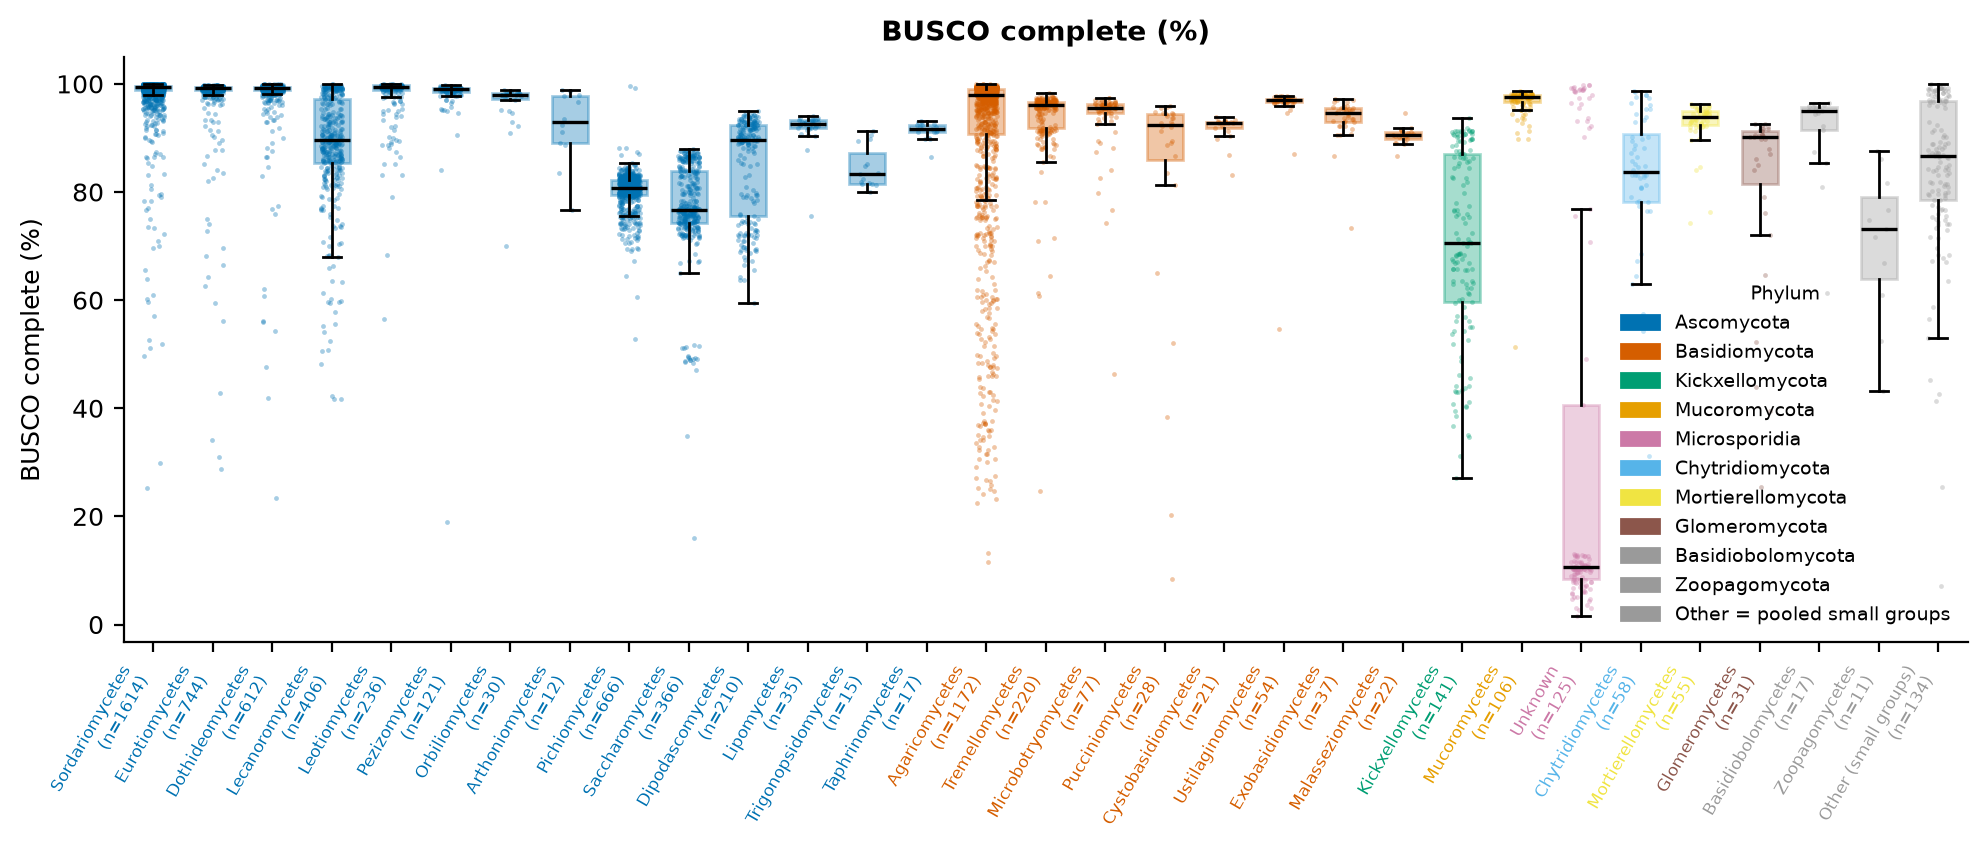 BUSCO complete (%)
BUSCO complete (%)
100
80
60
40
20
0
Phylum
Ascomycota
Basidiomycota
Kickxellomycota
Mucoromycota
Microsporidia
Chytridiomycota
Mortierellomycota
Glomeromycota
Basidiobolomycota
Zoopagomycota
Other = pooled small groups
Sordariomycetes
(n=1614)
Eurotiomycetes
(n=744)
Dothideomycetes
(n=612)
Lecanoromycetes
(n=406)
Leotiomycetes
(n=236)
Pezizomycetes
(n=121)
Orbiliomycetes
(n=30)
Arthoniomycetes
(n=12)
Pichiomycetes
(n=666)
Saccharomycetes
(n=366)
Dipodascomycetes
(n=210)
Lipomycetes
(n=35)
Trigonopsidomycetes
(n=15)
Taphrinomycetes
(n=17)
Agaricomycetes
(n=1172)
Tremellomycetes
(n=220)
Microbotryomycetes
(n=77)
Pucciniomycetes
(n=28)
Cystobasidiomycetes
(n=21)
Ustilaginomycetes
(n=54)
Exobasidiomycetes
(n=37)
Malasseziomycetes
(n=22)
Kickxellomycetes
(n=141)
Mucoromycetes
(n=106)
Unknown
(n=125)
Chytridiomycetes
(n=58)
Mortierellomycetes
(n=55)
Glomeromycetes
(n=31)
Basidiobolomycetes
(n=17)
Zoopagomycetes
(n=11)
Other (small groups)
(n=134)